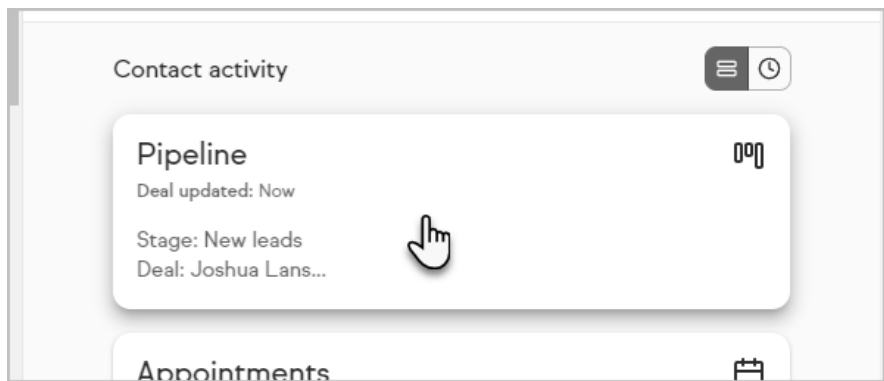 Contact activity
Pipeline
Deal updated: Now
Stage: New leads
Deal: Joshua Lans...
Appointments